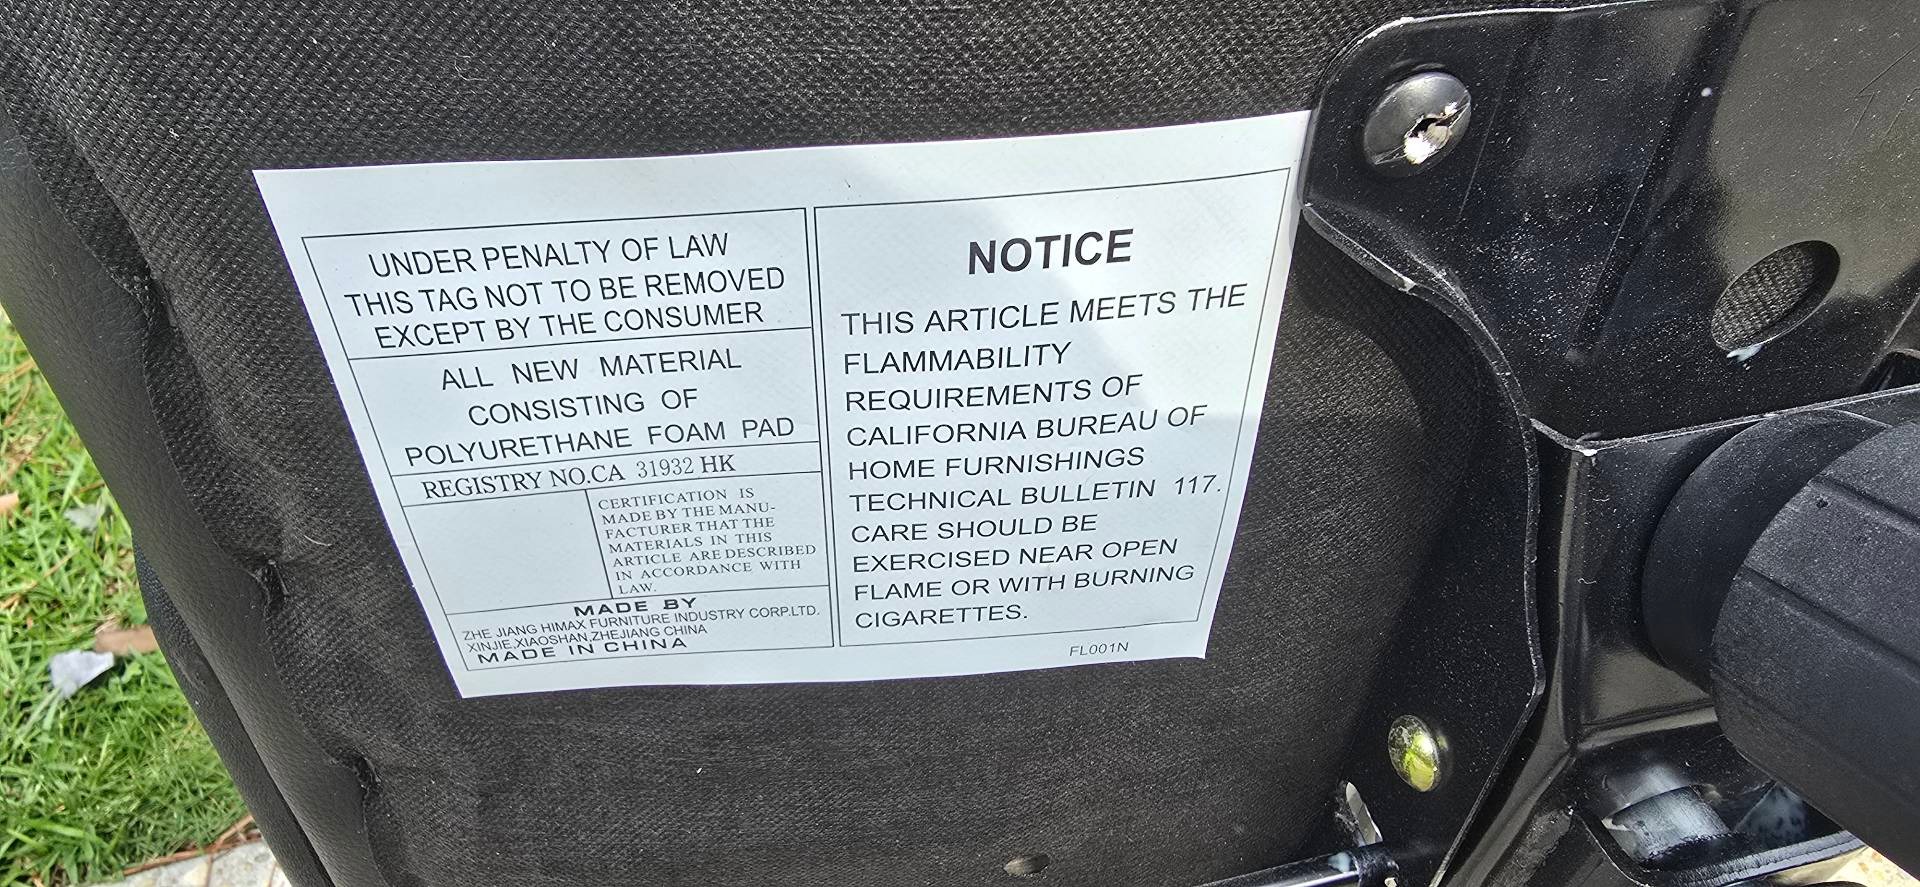 UNDER PENALTY OF LAW
THIS TAG NOT TO BE REMOVED
EXCEPT BY THE CONSUMER
ALL NEW MATERIAL
CONSISTING OF
POLYURETHANE FOAM PAD
REGISTRY NO.CA 31932 HK
CERTIFICATION IS
MADE BY THE MANU-
FACTURER THAT THE
MATERIALS IN THIS
ARTICLE ARE DESCRIBED
IN ACCORDANCE WITH
LAW.
MADE BY
ZHE JIANG HIMAX FURNITURE INDUSTRY CORP.LTD.
XINJIE,XIAOSHAN,ZHEJIANG CHINA
MADE IN CHINA
NOTICE
THIS ARTICLE MEETS THE
FLAMMABILITY
REQUIREMENTS OF
CALIFORNIA BUREAU OF
HOME FURNISHINGS
TECHNICAL BULLETIN 117.
CARE SHOULD BE
EXERCISED NEAR OPEN
FLAME OR WITH BURNING
CIGARETTES.
FL001N